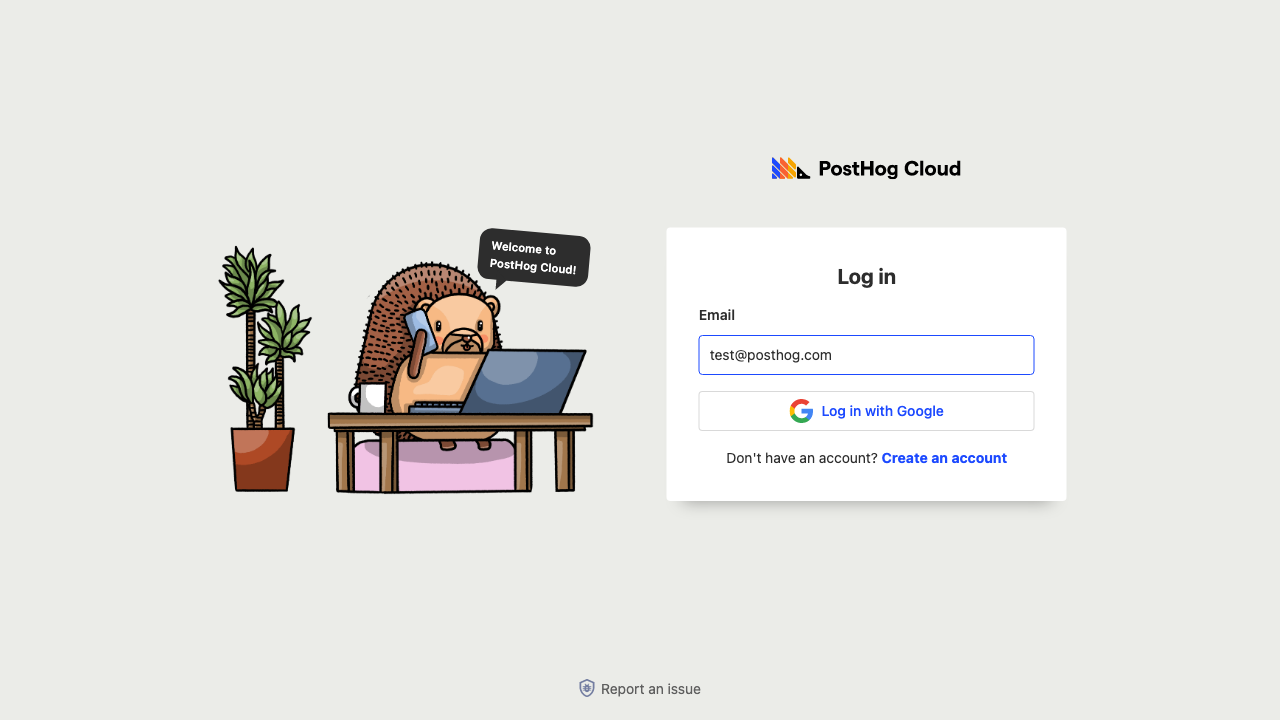 PostHog Cloud
Welcome to
PostHog Cloud!
Log in
Email
test@posthog.com
Log in with Google
Don't have an account? Create an account
Report an issue